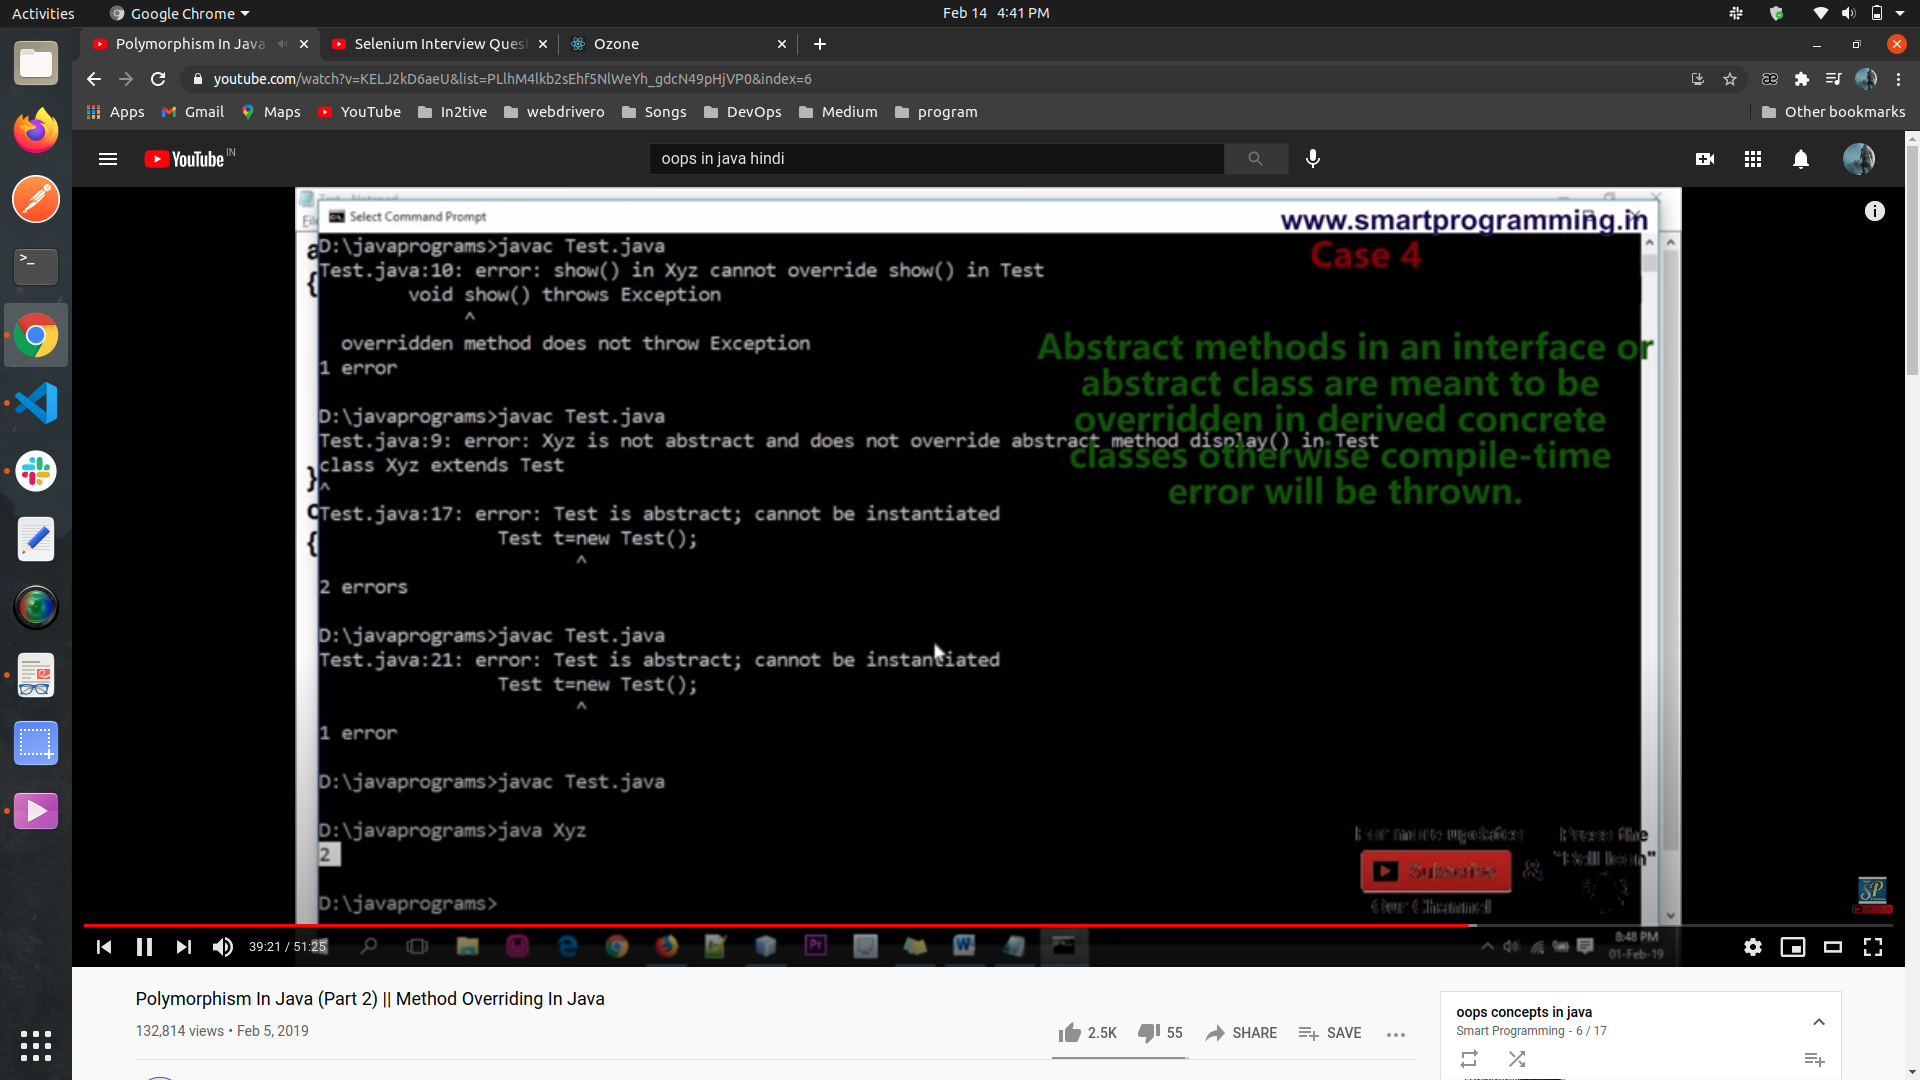 Activities
Google Chrome
Feb 14 4:41 PM
Polymorphism In Java
Selenium Interview Quest
Ozone
youtube.com/watch?v=KELJ2kD6aeU&list=PLlhM4lkb2sEhf5NlWeYh_gdcN49pHjVP0&index=6
Apps
Gmail
Maps
YouTube
In2tive
webdrivero
Songs
DevOps
Medium
program
Other bookmarks
YouTube IN
oops in java hindi
Select Command Prompt
www.smartprogramming.in
Case 4
D:\javaprograms>javac Test.java
Test.java:10: error: show() in Xyz cannot override show() in Test
void show() throws Exception
^
overridden method does not throw Exception
1 error
Abstract methods in an interface or
abstract class are meant to be
overridden in derived concrete
classes otherwise compile-time
error will be thrown.
D:\javaprograms>javac Test.java
Test.java:9: error: Xyz is not abstract and does not override abstract method display() in Test
class Xyz extends Test
^
Test.java:17: error: Test is abstract; cannot be instantiated
Test t=new Test();
^
2 errors
D:\javaprograms>javac Test.java
Test.java:21: error: Test is abstract; cannot be instantiated
Test t=new Test();
^
1 error
D:\javaprograms>javac Test.java
D:\javaprograms>java Xyz
2
D:\javaprograms>
For more updates
Subscribe
Our Channel
&
Press the
"Bell Icon"
SP
39:21 / 51:25
8:48 PM
01-Feb-19
Polymorphism In Java (Part 2) || Method Overriding In Java
132,814 views • Feb 5, 2019
2.5K
55
SHARE
SAVE
oops concepts in java
Smart Programming - 6 / 17